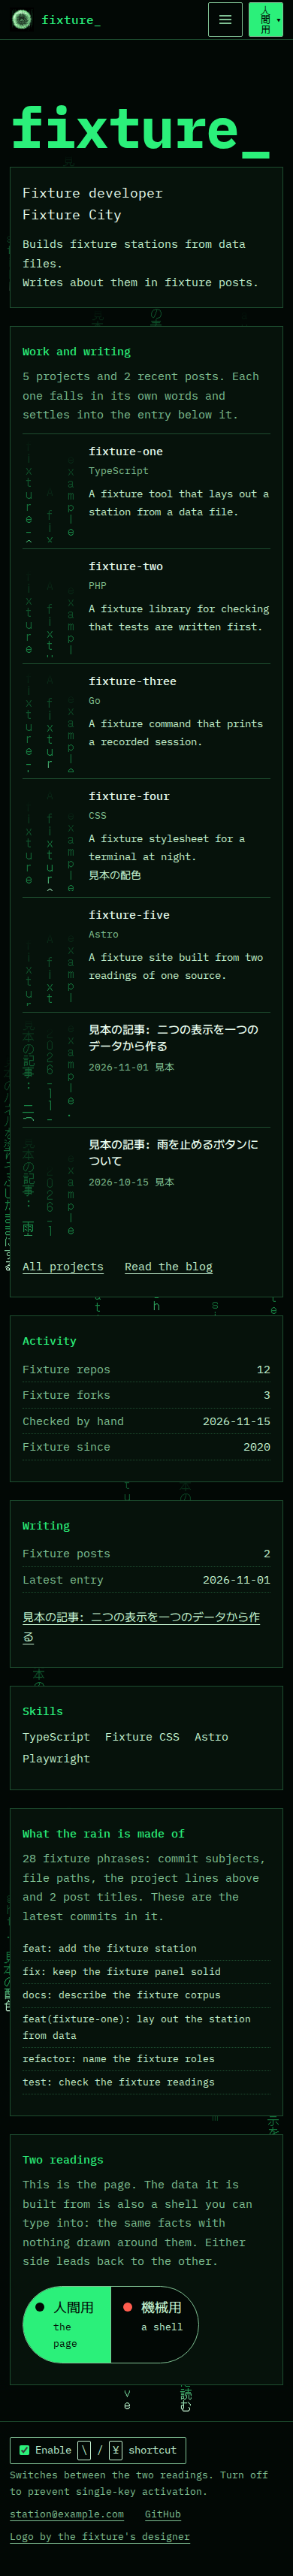 fixture_
人間用
fixture_
Fixture developer
Fixture City
Builds fixture stations from data
files.
Writes about them in fixture posts.
Work and writing
5 projects and 2 recent posts. Each
one falls in its own words and
settles into the entry below it.
fixture-one
TypeScript
A fixture tool that lays out a
station from a data file.
fixture-two
PHP
A fixture library for checking
that tests are written first.
fixture-three
Go
A fixture command that prints
a recorded session.
fixture-four
CSS
A fixture stylesheet for a
terminal at night.
見本の配色
fixture-five
Astro
A fixture site built from two
readings of one source.
見本の記事: 二つの表示を一つの
データから作る
2026-11-01 見本
見本の記事: 雨を止めるボタンに
ついて
2026-10-15 見本
All projects Read the blog
Activity
Fixture repos 12
Fixture forks 3
Checked by hand 2026-11-15
Fixture since 2020
Writing
Fixture posts 2
Latest entry 2026-11-01
見本の記事: 二つの表示を一つのデータから作
る
Skills
TypeScript Fixture CSS Astro
Playwright
What the rain is made of
28 fixture phrases: commit subjects,
file paths, the project lines above
and 2 post titles. These are the
latest commits in it.
feat: add the fixture station
fix: keep the fixture panel solid
docs: describe the fixture corpus
feat(fixture-one): lay out the station
from data
refactor: name the fixture roles
test: check the fixture readings
Two readings
This is the page. The data it is
built from is also a shell you can
type into: the same facts with
nothing drawn around them. Either
side leads back to the other.
人間用 機械用
the a shell
page
Enable \ / ¥ shortcut
Switches between the two readings. Turn off
to prevent single-key activation.
station@example.com GitHub
Logo by the fixture's designer